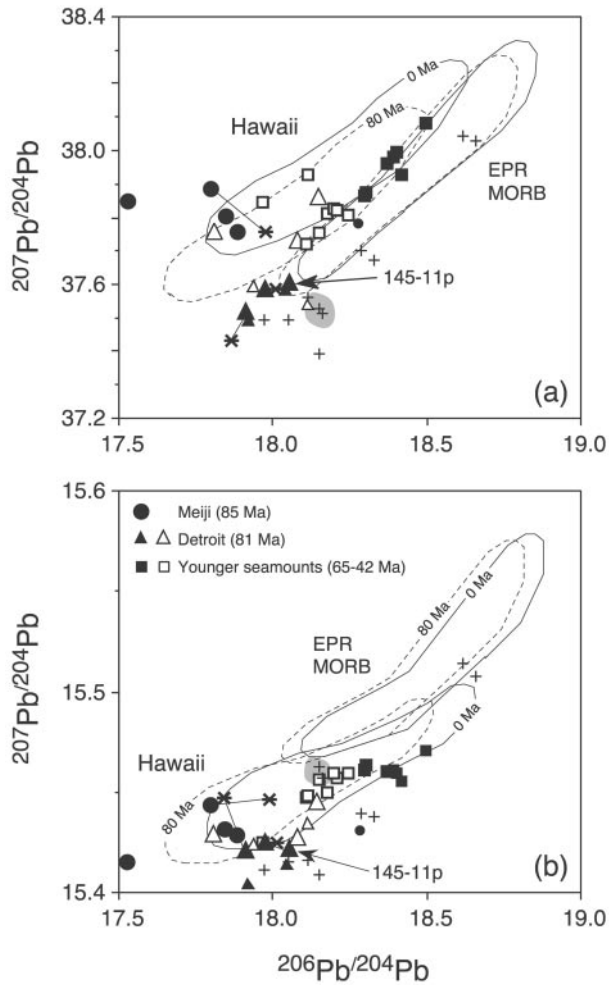 38.4
38.0
37.6
37.2
207Pb/204Pb
Hawaii
0 Ma
80 Ma
EPR
MORB
145-11p
(a)
17.5
18.0
18.5
19.0
15.6
15.5
15.4
207Pb/204Pb
Meiji (85 Ma)
Detroit (81 Ma)
Younger seamounts (65-42 Ma)
EPR
MORB
80 Ma
0 Ma
0 Ma
Hawaii
80 Ma
145-11p
(b)
17.5
18.0
18.5
19.0
206Pb/204Pb